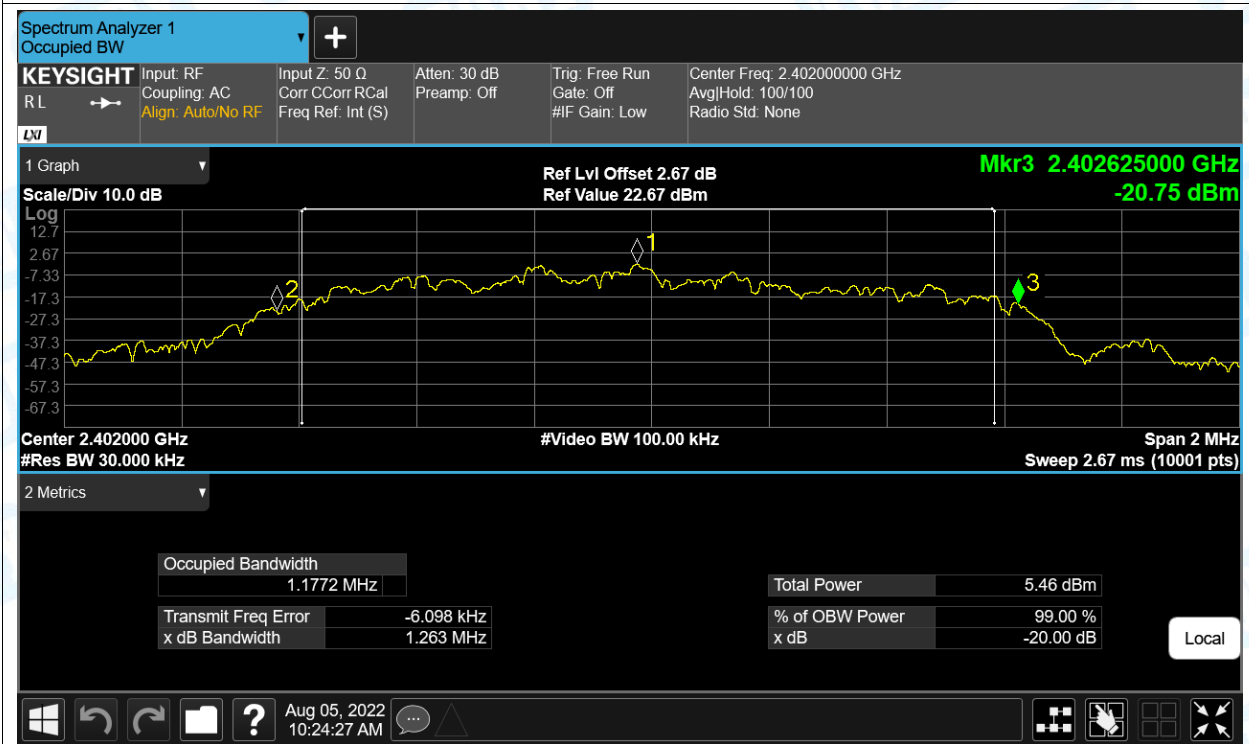 Spectrum Analyzer 1
Occupied BW
KEYSIGHT
R L
LXI
Input: RF
Coupling: AC
Align: Auto/No RF
Input Z: 50 Ω
Corr CCorr RCal
Freq Ref: Int (S)
Atten: 30 dB
Preamp: Off
Trig: Free Run
Gate: Off
#IF Gain: Low
Center Freq: 2.402000000 GHz
Avg|Hold: 100/100
Radio Std: None
1 Graph
Scale/Div 10.0 dB
Ref Lvl Offset 2.67 dB
Ref Value 22.67 dBm
Mkr3 2.402625000 GHz
-20.75 dBm
Log
12.7
2.67
-7.33
-17.3
-27.3
-37.3
-47.3
-57.3
-67.3
1
2
3
Center 2.402000 GHz
#Res BW 30.000 kHz
#Video BW 100.00 kHz
Span 2 MHz
Sweep 2.67 ms (10001 pts)
2 Metrics
Occupied Bandwidth
1.1772 MHz
Transmit Freq Error -6.098 kHz
x dB Bandwidth 1.263 MHz
Total Power 5.46 dBm
% of OBW Power 99.00 %
x dB -20.00 dB
Local
?
Aug 05, 2022
10:24:27 AM